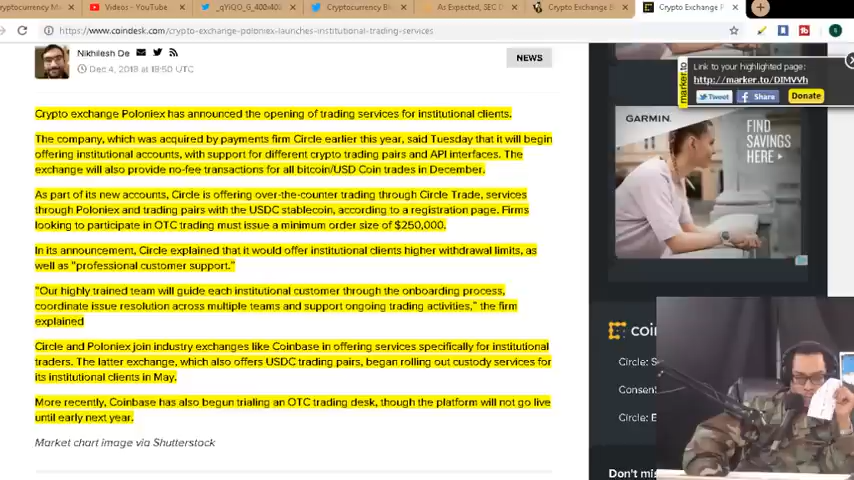 ryptocurrency M
Videos - YouTube
_qYiQO_G_400x40
Cryptocurrency Bl
As Expected, SEC D
Crypto Exchange B
Crypto Exchange P
https://www.coindesk.com/crypto-exchange-poloniex-launches-institutional-trading-services
Nikhilesh De
Dec 4, 2018 at 18:50 UTC
NEWS
Crypto exchange Poloniex has announced the opening of trading services for institutional clients.
The company, which was acquired by payments firm Circle earlier this year, said Tuesday that it will begin
offering institutional accounts, with support for different crypto trading pairs and API interfaces. The
exchange will also provide no-fee transactions for all bitcoin/USD Coin trades in December.
As part of its new accounts, Circle is offering over-the-counter trading through Circle Trade, services
through Poloniex and trading pairs with the USDC stablecoin, according to a registration page. Firms
looking to participate in OTC trading must issue a minimum order size of $250,000.
In its announcement, Circle explained that it would offer institutional clients higher withdrawal limits, as
well as "professional customer support."
"Our highly trained team will guide each institutional customer through the onboarding process,
coordinate issue resolution across multiple teams and support ongoing trading activities," the firm
explained
Circle and Poloniex join industry exchanges like Coinbase in offering services specifically for institutional
traders. The latter exchange, which also offers USDC trading pairs, began rolling out custody services for
its institutional clients in May.
More recently, Coinbase has also begun trialing an OTC trading desk, though the platform will not go live
until early next year.
Market chart image via Shutterstock
marker.to
Link to your highlighted page:
http://marker.to/DIMVVh
Tweet
Share
Donate
GARMIN.
FIND
SAVINGS
HERE >
coi
Circle: S
Consen
Circle: E
Don't mis